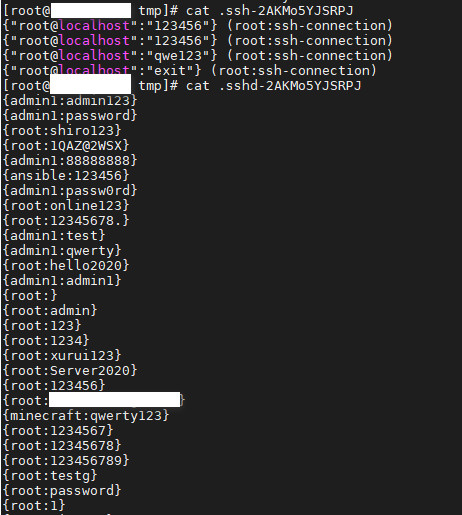 [root@ tmp]# cat .ssh-2AKMo5YJSRPJ
{"root@localhost":"123456"} (root:ssh-connection)
{"root@localhost":"123456"} (root:ssh-connection)
{"root@localhost":"qwe123"} (root:ssh-connection)
{"root@localhost":"exit"} (root:ssh-connection)
[root@ tmp]# cat .sshd-2AKMo5YJSRPJ
{admin1:admin123}
{admin1:password}
{root:shiro123}
{root:1QAZ@2WSX}
{admin1:88888888}
{ansible:123456}
{admin1:passw0rd}
{root:online123}
{root:12345678.}
{admin1:test}
{admin1:qwerty}
{root:hello2020}
{admin1:admin1}
{root:}
{root:admin}
{root:123}
{root:1234}
{root:xurui123}
{root:Server2020}
{root:123456}
{root: }
{minecraft:qwerty123}
{root:1234567}
{root:12345678}
{root:123456789}
{root:testg}
{root:password}
{root:1}